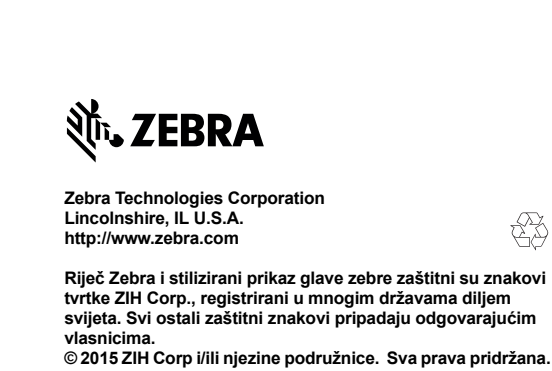 ZEBRA
Zebra Technologies Corporation
Lincolnshire, IL U.S.A.
http://www.zebra.com
Riječ Zebra i stilizirani prikaz glave zebre zaštitni su znakovi
tvrtke ZIH Corp., registrirani u mnogim državama diljem
svijeta. Svi ostali zaštitni znakovi pripadaju odgovarajućim
vlasnicima.
© 2015 ZIH Corp i/ili njezine podružnice.  Sva prava pridržana.